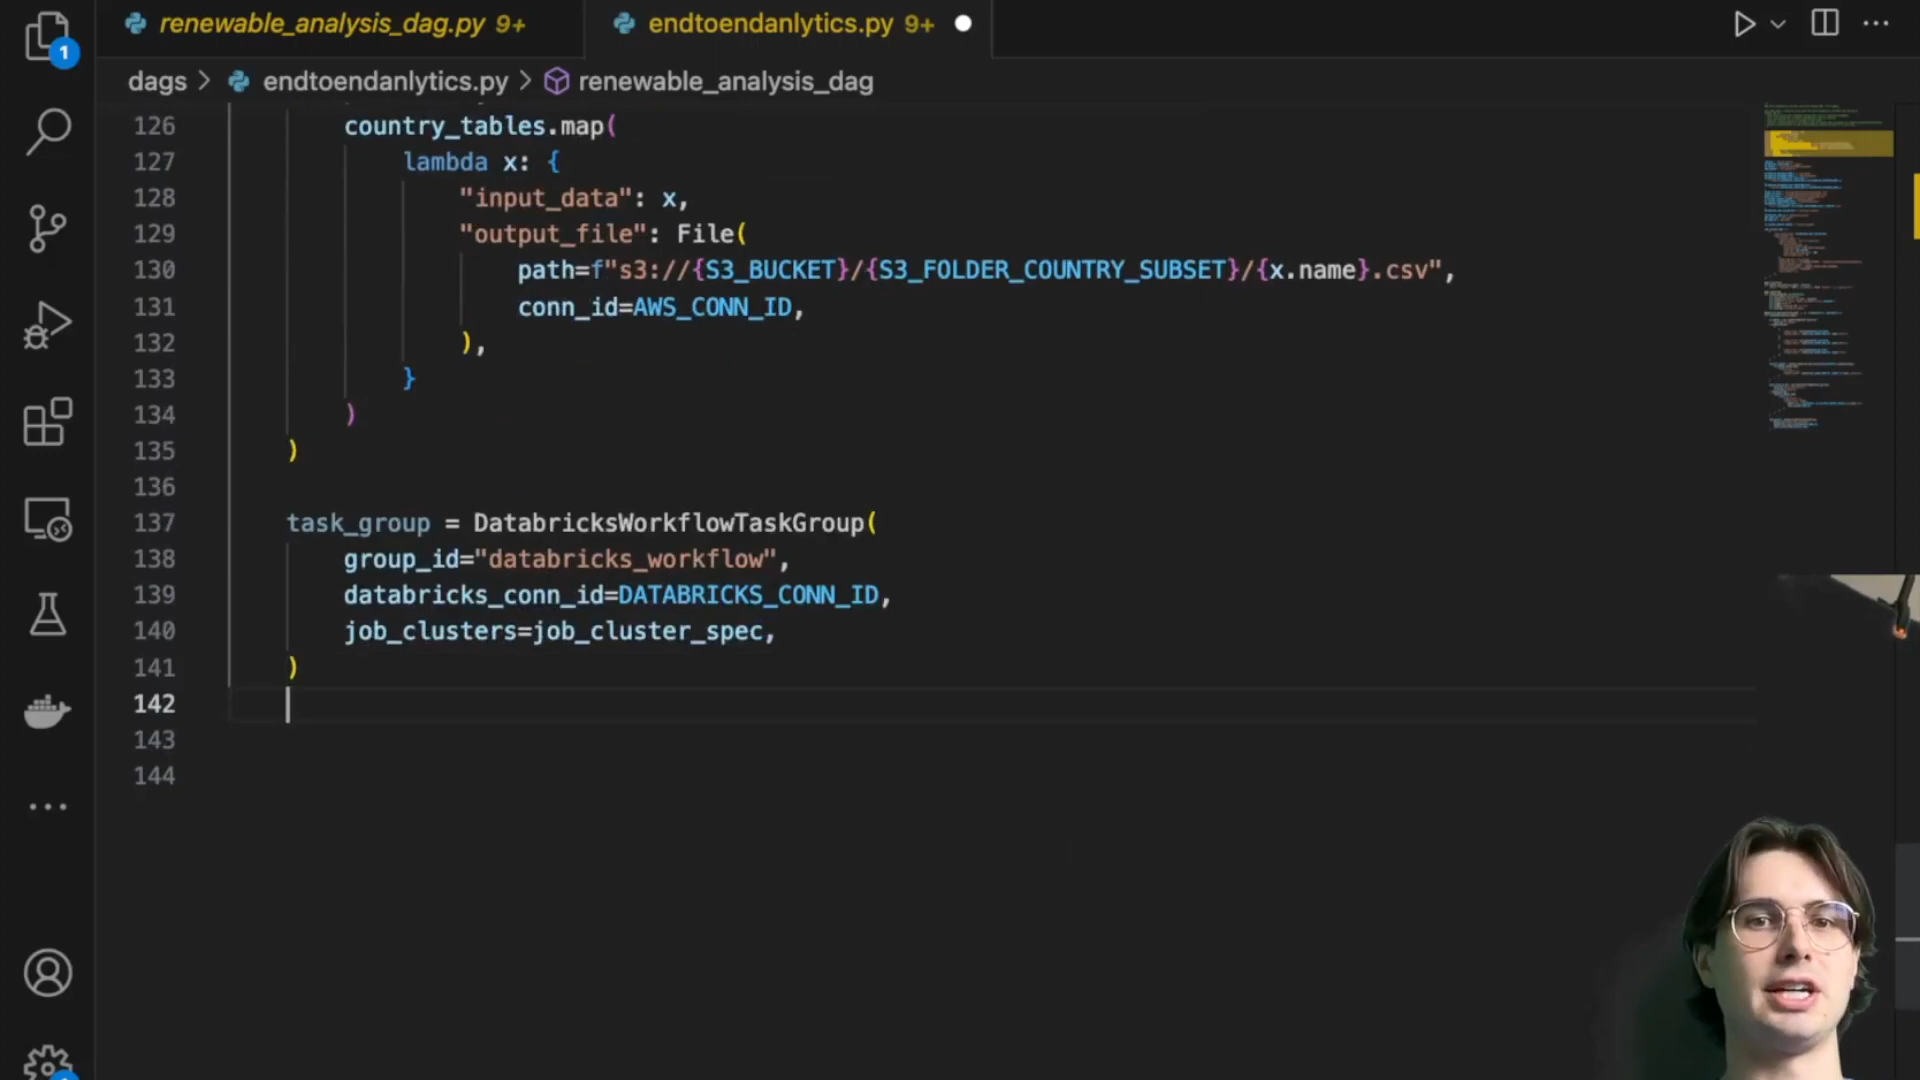 renewable_analysis_dag.py 9+
endtoendanlytics.py 9+
1
dags > endtoendanlytics.py > renewable_analysis_dag
126 country_tables.map(
127 lambda x: {
128 "input_data": x,
129 "output_file": File(
130 path=f"s3://{S3_BUCKET}/{S3_FOLDER_COUNTRY_SUBSET}/{x.name}.csv",
131 conn_id=AWS_CONN_ID,
132 ),
133 }
134 )
135 )
136
137 task_group = DatabricksWorkflowTaskGroup(
138 group_id="databricks_workflow",
139 databricks_conn_id=DATABRICKS_CONN_ID,
140 job_clusters=job_cluster_spec,
141 )
142
143
144